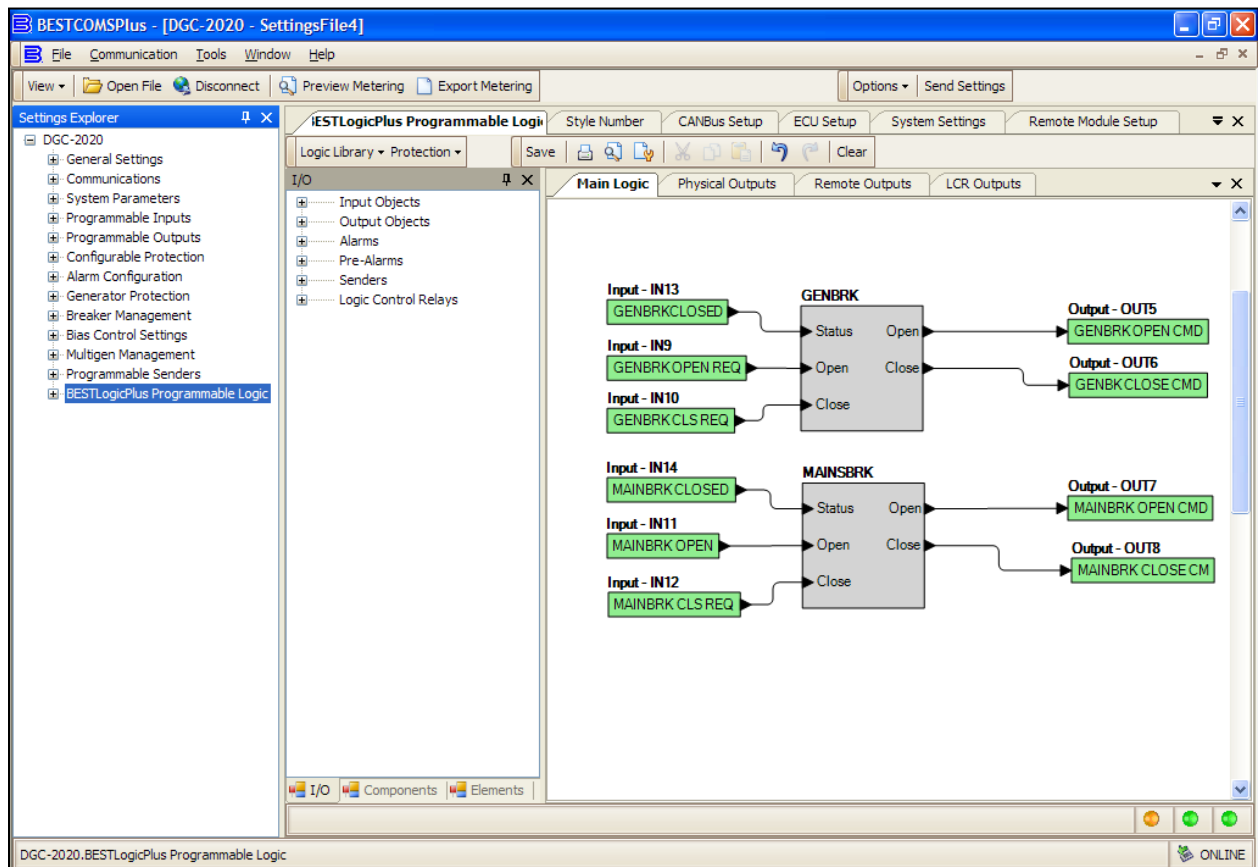 BESTCOMSPlus - [DGC-2020 - SettingsFile4]
File Communication Tools Window Help
View Open File Disconnect Preview Metering Export Metering Options Send Settings
Settings Explorer
DGC-2020
General Settings
Communications
System Parameters
Programmable Inputs
Programmable Outputs
Configurable Protection
Alarm Configuration
Generator Protection
Breaker Management
Bias Control Settings
Multigen Management
Programmable Senders
BESTLogicPlus Programmable Logic
ESTLogicPlus Programmable Logi Style Number CANBus Setup ECU Setup System Settings Remote Module Setup
Logic Library Protection Save Clear
I/O
Input Objects
Output Objects
Alarms
Pre-Alarms
Senders
Logic Control Relays
I/O Components Elements
Main Logic Physical Outputs Remote Outputs LCR Outputs
Input - IN13
GENBRKCLOSED
Input - IN9
GENBRK OPEN REQ
Input - IN10
GENBRK CLS REQ
GENBRK
Status Open
Open Close
Close
Output - OUT5
GENBRK OPEN CMD
Output - OUT6
GENBK CLOSE CMD
Input - IN14
MAINBRK CLOSED
Input - IN11
MAINBRK OPEN
Input - IN12
MAINBRK CLS REQ
MAINSBRK
Status Open
Open Close
Close
Output - OUT7
MAINBRK OPEN CMD
Output - OUT8
MAINBRK CLOSE CM
DGC-2020.BESTLogicPlus Programmable Logic
ONLINE